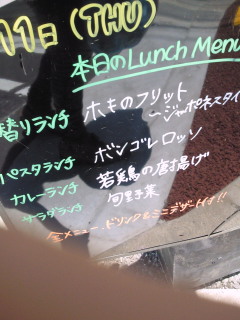 11日(THU)
本日のLunch Menu
替りランチ ホキのフリット
〜ジャポネスタイ
パスタランチ ボンゴレロッソ
カレーランチ 若鶏の唐揚げ
サラダランチ 旬野菜
全メニュードリンク&ミニデザート付!!